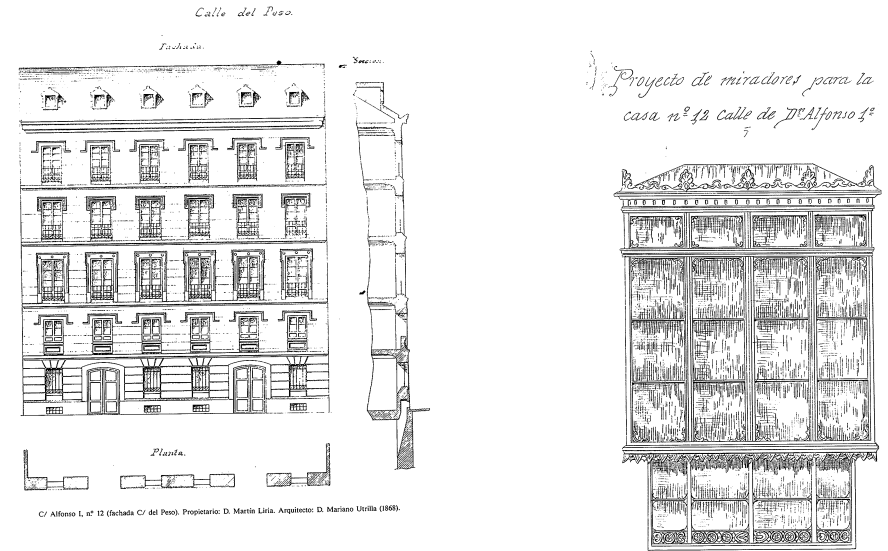 Calle del Peso.
Fachada.
Seccion.
Planta.
C/ Alfonso I, n.º 12 (fachada C/ del Peso). Propietario: D. Martín Liria. Arquitecto: D. Mariano Utrilla (1868).
Proyecto de miradores para la
casa nº 12 calle de Dⁿ Alfonso 1º